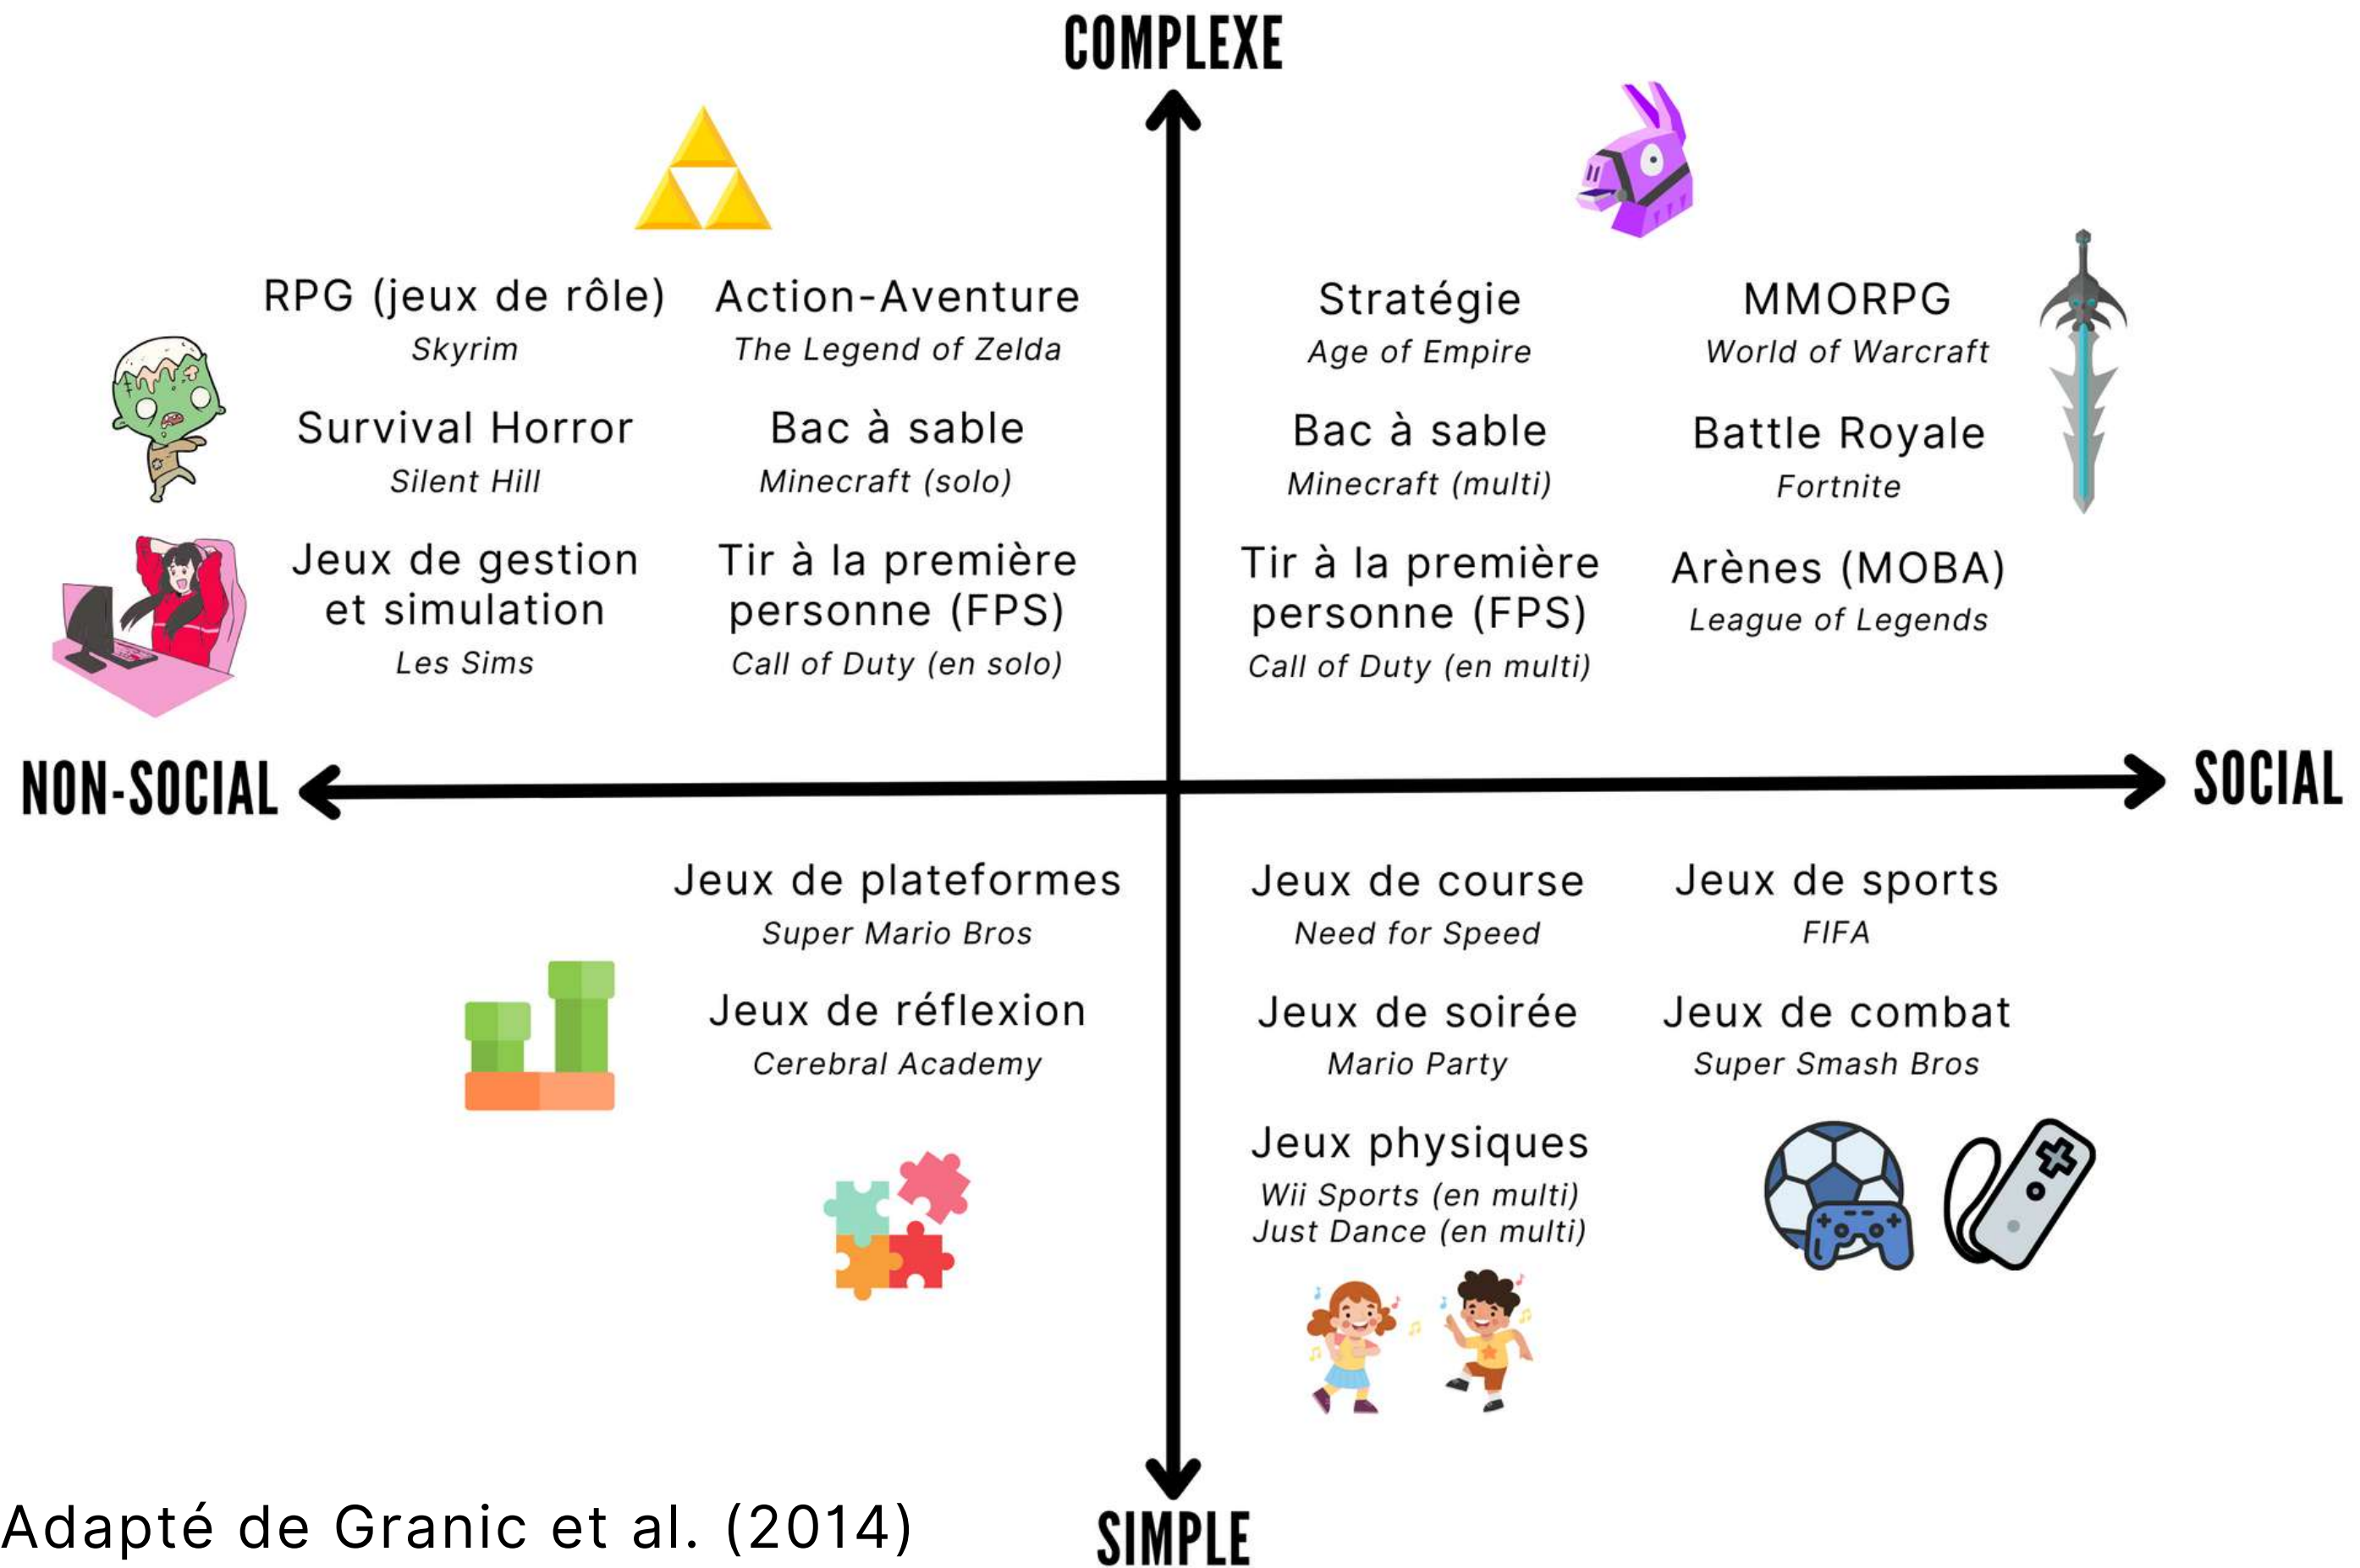 COMPLEXE
RPG (jeux de rôle)
Skyrim
Action-Aventure
The Legend of Zelda
Survival Horror
Silent Hill
Bac à sable
Minecraft (solo)
Jeux de gestion
et simulation
Les Sims
Tir à la première
personne (FPS)
Call of Duty (en solo)
Stratégie
Age of Empire
MMORPG
World of Warcraft
Bac à sable
Minecraft (multi)
Battle Royale
Fortnite
Tir à la première
personne (FPS)
Call of Duty (en multi)
Arènes (MOBA)
League of Legends
NON-SOCIAL
SOCIAL
Jeux de plateformes
Super Mario Bros
Jeux de réflexion
Cerebral Academy
Jeux de course
Need for Speed
Jeux de sports
FIFA
Jeux de soirée
Mario Party
Jeux de combat
Super Smash Bros
Jeux physiques
Wii Sports (en multi)
Just Dance (en multi)
Adapté de Granic et al. (2014)
SIMPLE